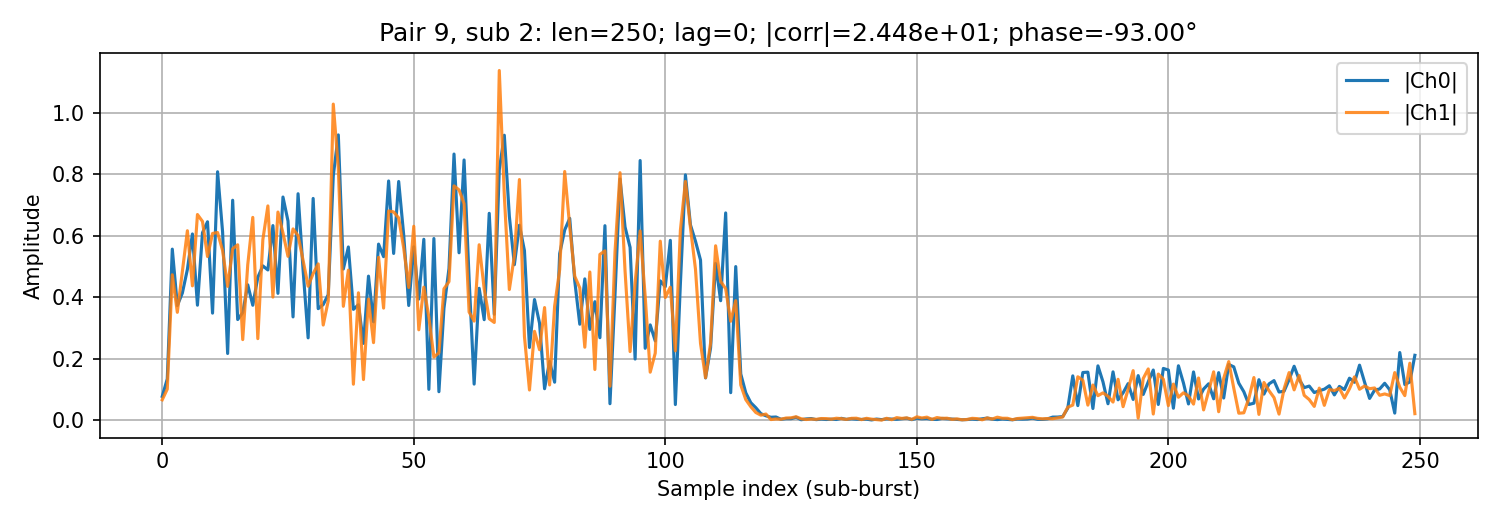 Pair 9, sub 2: len=250; lag=0; |corr|=2.448e+01; phase=-93.00°
|Ch0|
|Ch1|
Amplitude
1.0
0.8
0.6
0.4
0.2
0.0
0 50 100 150 200 250
Sample index (sub-burst)